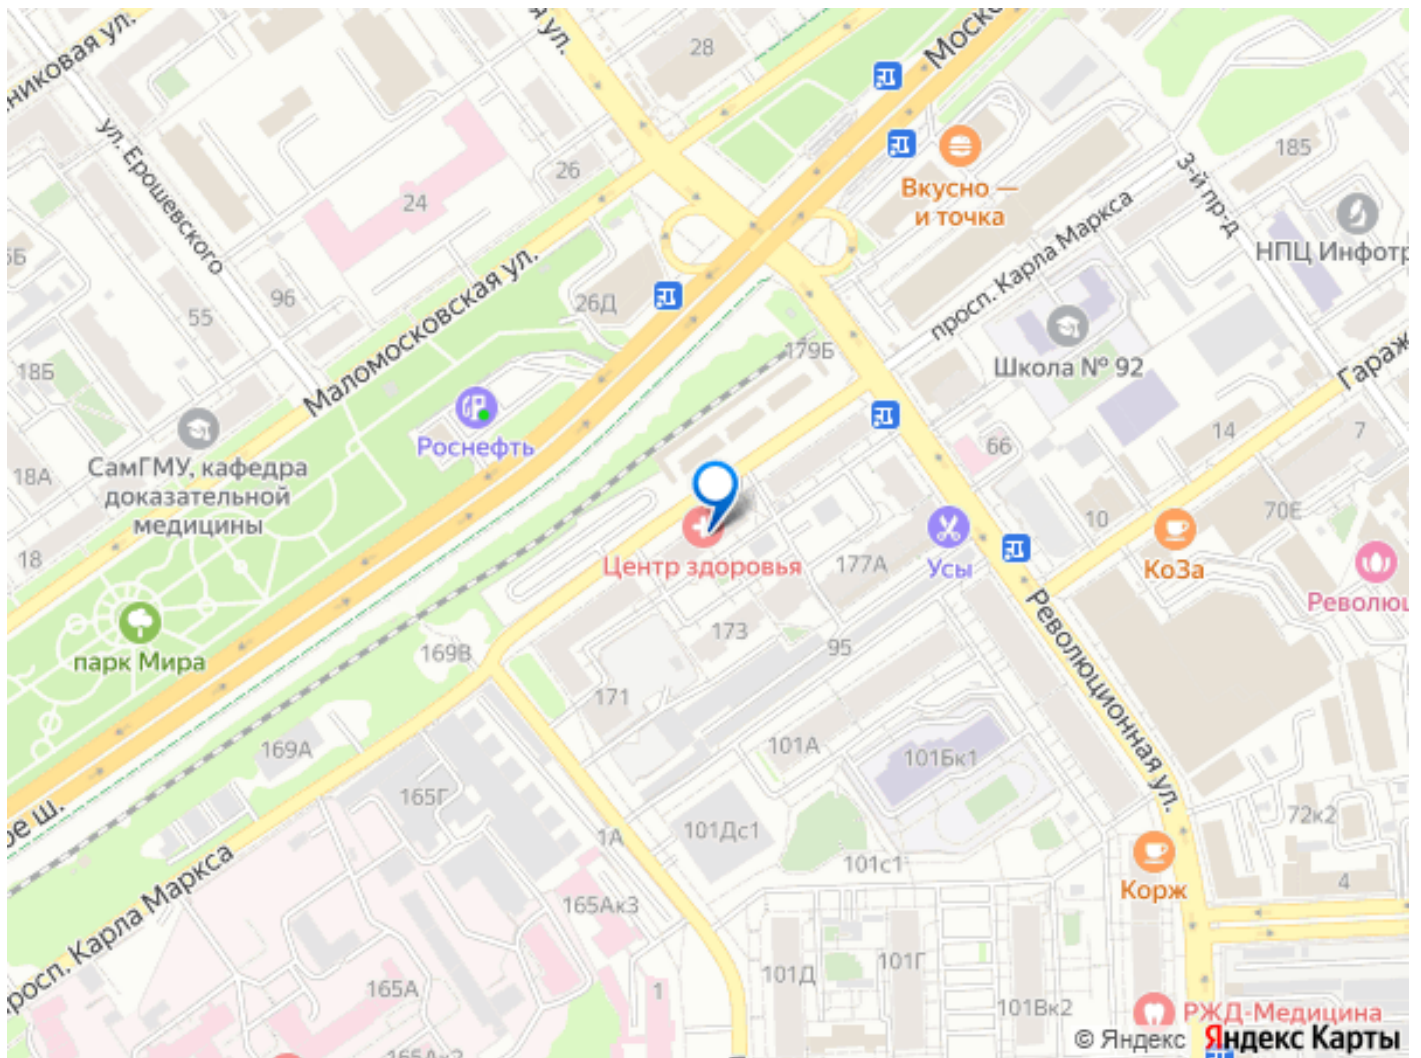 никовая ул.
я ул.
28
Моско
ул. Ерошевского
26
24
185
3-й пр-д
Вкусно —
и точка
просп. Карла Маркса
НПЦ Инфотр
96
55
26Д
Маломосковская ул.
179Б
Школа № 92
Гараж
18Б
Роснефть
66
14
7
СамГМУ, кафедра
доказательной
медицины
18А
18
10
70Е
Центр здоровья
177А
Усы
КоЗа
Революц
парк Мира
169В
173
95
171
Революционная ул.
169А
101А
101Бк1
ое ш.
165Г
1А
101Дс1
101с1
72к2
Корж
4
просп. Карла Маркса
165Ак3
165А
1
101Д
101Г
101Вк2
РЖД-Медицина
165Ак2
© Яндекс Яндекс Карты